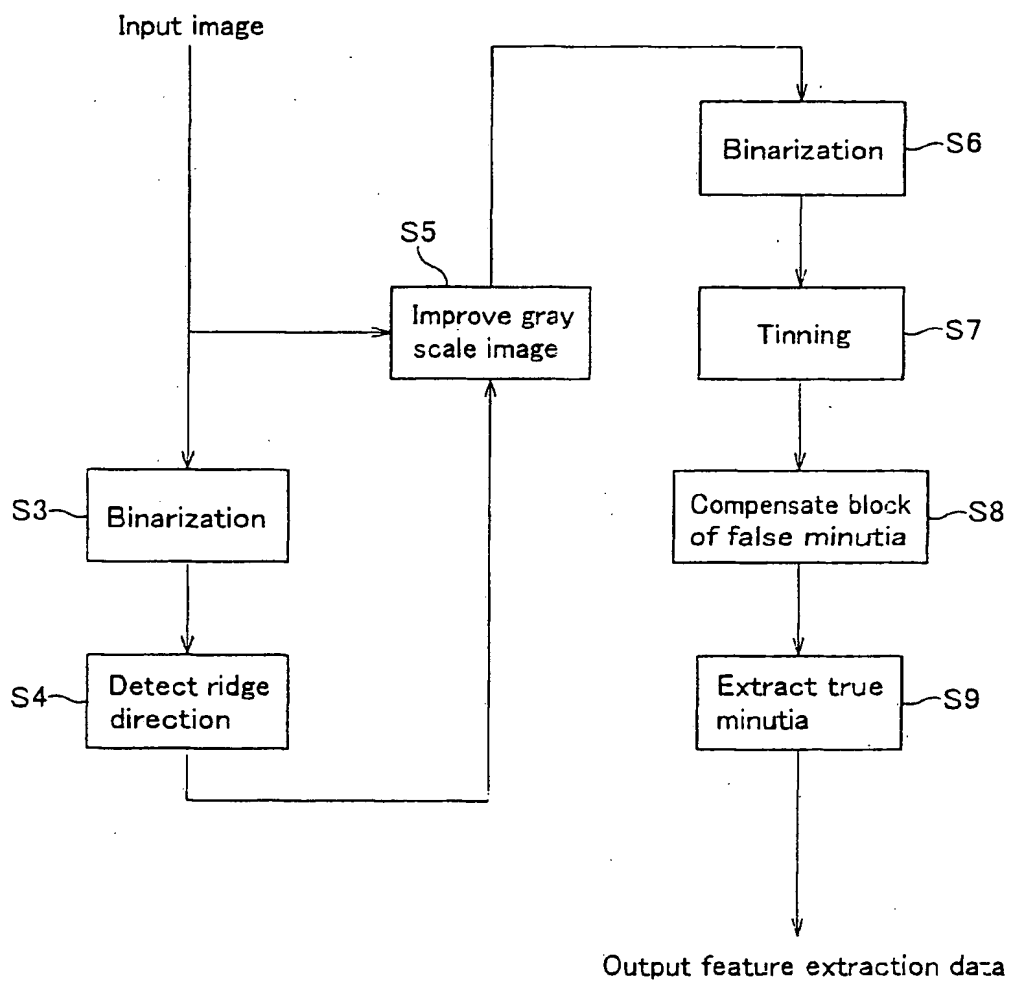 Input image
S3
Binarization
S4
Detect ridge
direction
S5
Improve gray
scale image
Binarization
S6
Tinning
S7
Compensate block
of false minutia
S8
Extract true
minutia
S9
Output feature extraction data